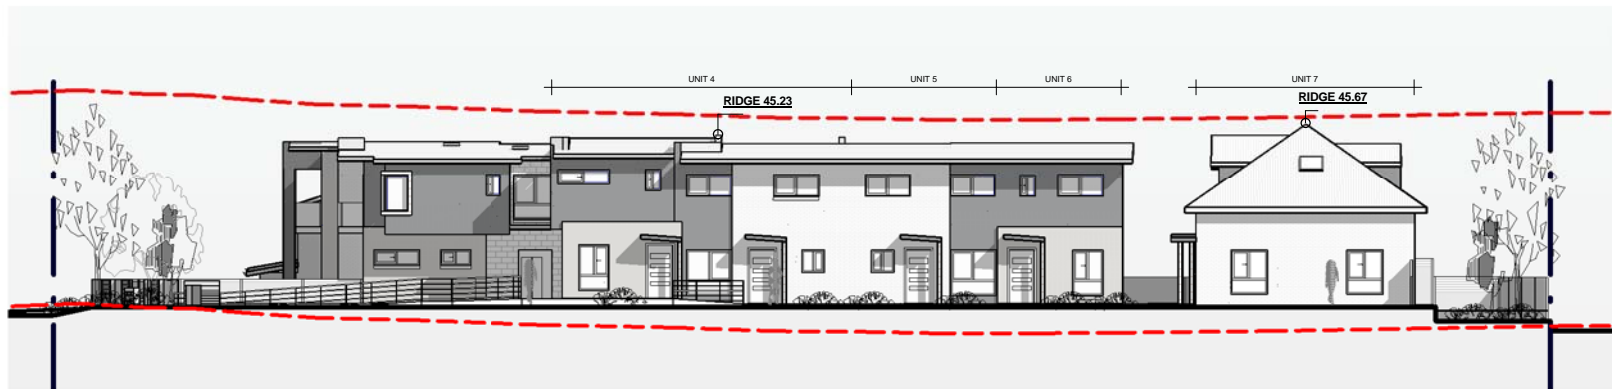 UNIT 4
UNIT 5
UNIT 6
UNIT 7
RIDGE 45.23
RIDGE 45.67